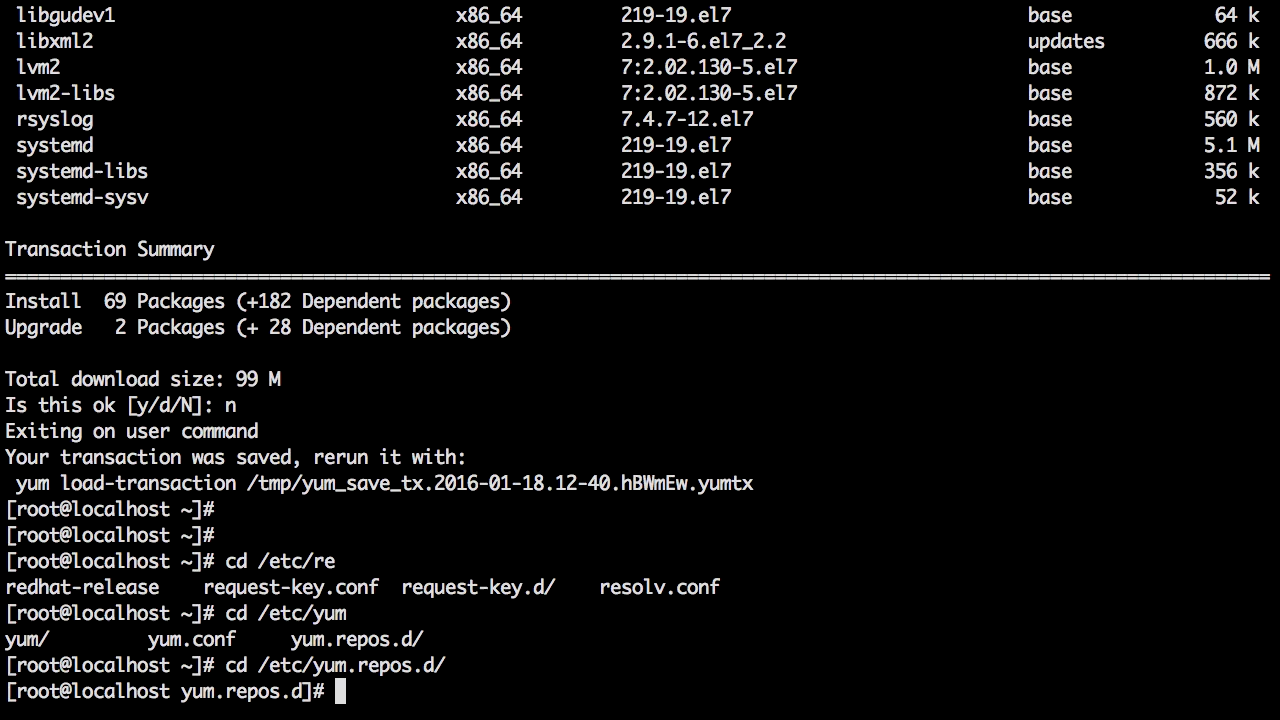 libgudev1 x86_64 219-19.el7 base 64 k
libxml2 x86_64 2.9.1-6.el7_2.2 updates 666 k
lvm2 x86_64 7:2.02.130-5.el7 base 1.0 M
lvm2-libs x86_64 7:2.02.130-5.el7 base 872 k
rsyslog x86_64 7.4.7-12.el7 base 560 k
systemd x86_64 219-19.el7 base 5.1 M
systemd-libs x86_64 219-19.el7 base 356 k
systemd-sysv x86_64 219-19.el7 base 52 k
Transaction Summary
===================================================================================================================
Install 69 Packages (+182 Dependent packages)
Upgrade 2 Packages (+ 28 Dependent packages)
Total download size: 99 M
Is this ok [y/d/N]: n
Exiting on user command
Your transaction was saved, rerun it with:
yum load-transaction /tmp/yum_save_tx.2016-01-18.12-40.hBWmEw.yumtx
[root@localhost ~]#
[root@localhost ~]#
[root@localhost ~]# cd /etc/re
redhat-release request-key.conf request-key.d/ resolv.conf
[root@localhost ~]# cd /etc/yum
yum/ yum.conf yum.repos.d/
[root@localhost ~]# cd /etc/yum.repos.d/
[root@localhost yum.repos.d]#